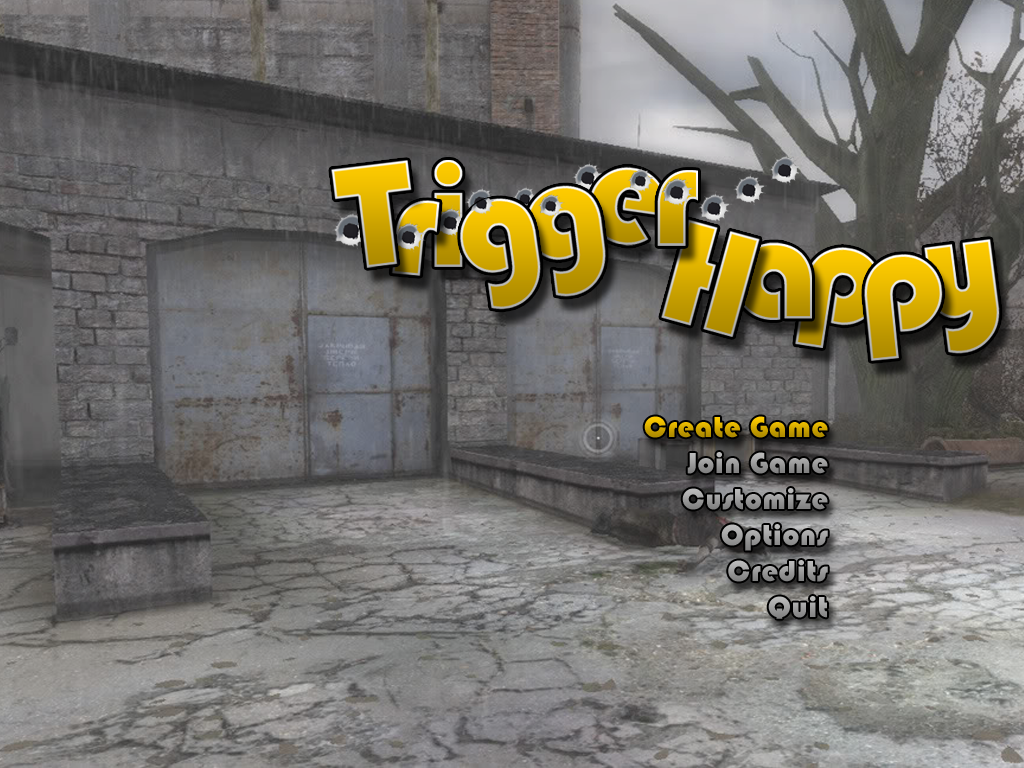 Trigger
Happy
Create Game
Join Game
Customize
Options
Credits
Quit